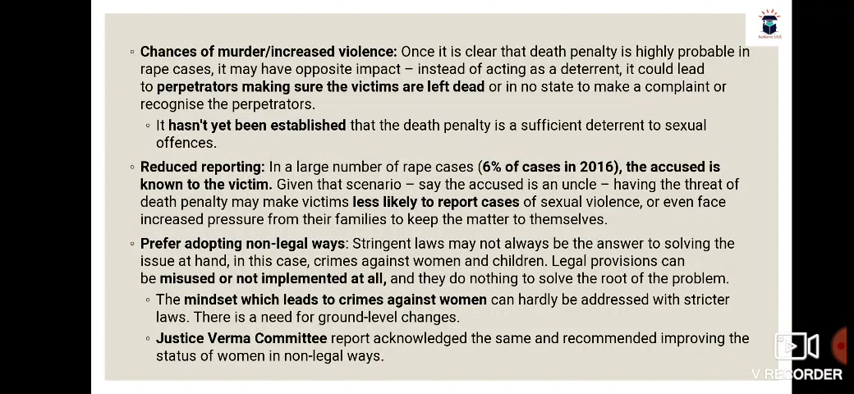 ◦ Chances of murder/increased violence: Once it is clear that death penalty is highly probable in
rape cases, it may have opposite impact – instead of acting as a deterrent, it could lead
to perpetrators making sure the victims are left dead or in no state to make a complaint or
recognise the perpetrators.
◦ It hasn't yet been established that the death penalty is a sufficient deterrent to sexual
offences.
◦ Reduced reporting: In a large number of rape cases (6% of cases in 2016), the accused is
known to the victim. Given that scenario – say the accused is an uncle – having the threat of
death penalty may make victims less likely to report cases of sexual violence, or even face
increased pressure from their families to keep the matter to themselves.
◦ Prefer adopting non-legal ways: Stringent laws may not always be the answer to solving the
issue at hand, in this case, crimes against women and children. Legal provisions can
be misused or not implemented at all, and they do nothing to solve the root of the problem.
◦ The mindset which leads to crimes against women can hardly be addressed with stricter
laws. There is a need for ground-level changes.
◦ Justice Verma Committee report acknowledged the same and recommended improving the
status of women in non-legal ways.
V RECORDER